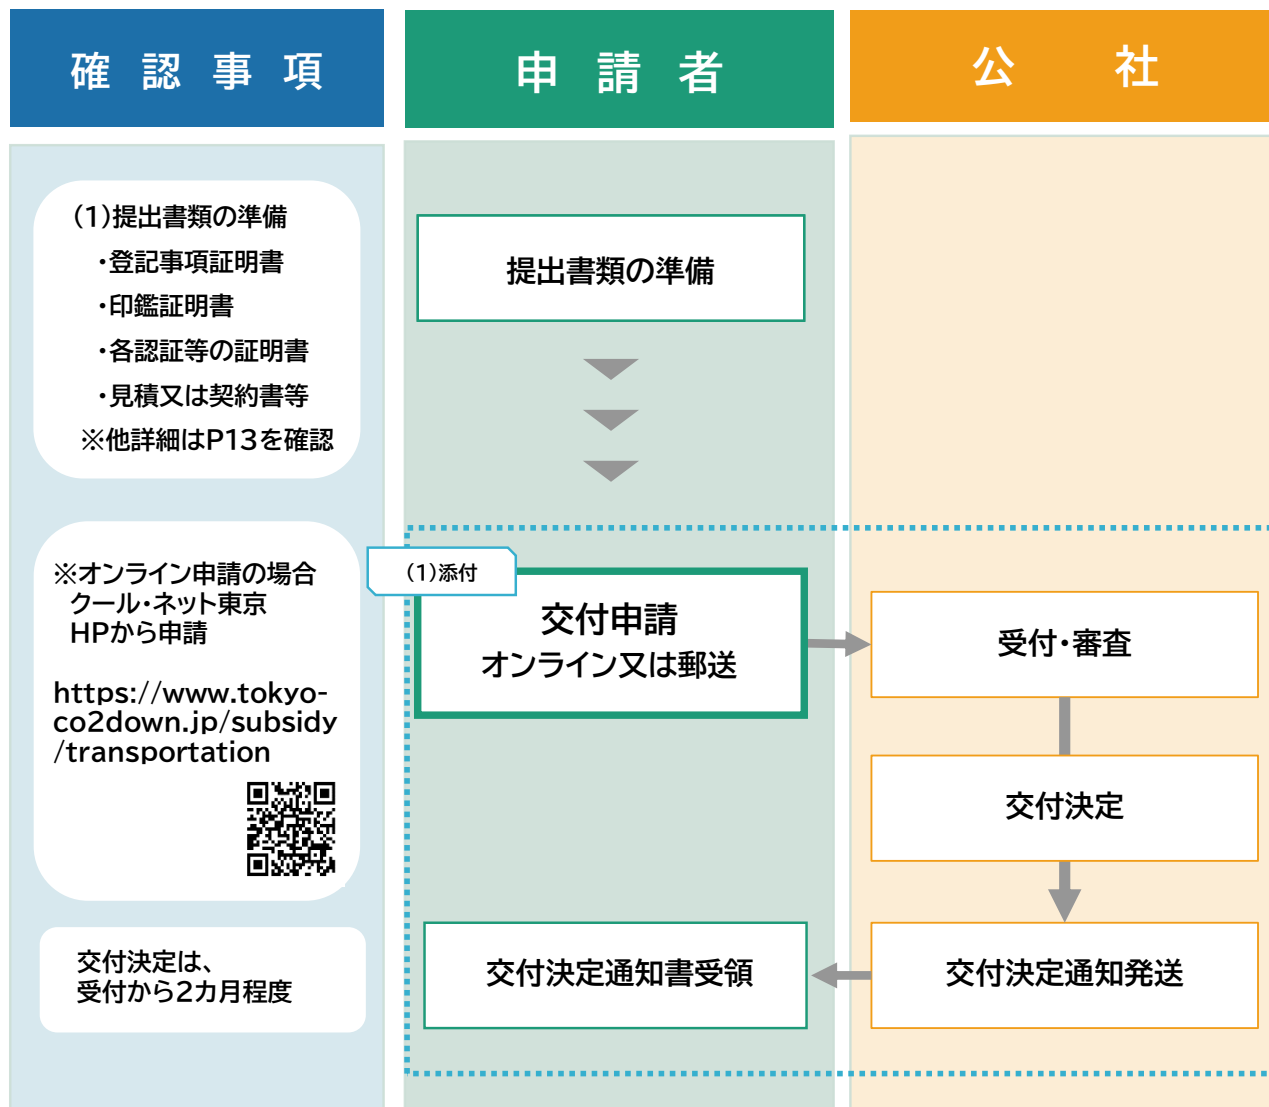 確認事項
申請者
公社
(1)提出書類の準備
・登記事項証明書
・印鑑証明書
・各認証等の証明書
・見積又は契約書等
※他詳細はP13を確認
提出書類の準備
※オンライン申請の場合
クール・ネット東京
HPから申請
https://www.tokyo-
co2down.jp/subsidy
/transportation
(1)添付
交付申請
オンライン又は郵送
受付・審査
交付決定
交付決定は、
受付から2カ月程度
交付決定通知書受領
交付決定通知発送